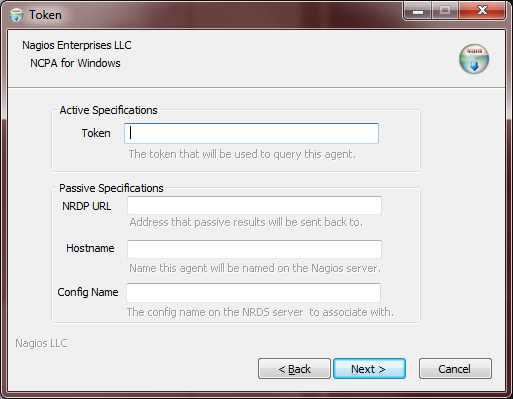 Token
Nagios Enterprises LLC
NCPA for Windows
Active Specifications
Token
The token that will be used to query this agent.
Passive Specifications
NRDP URL
Address that passive results will be sent back to.
Hostname
Name this agent will be named on the Nagios server.
Config Name
The config name on the NRDS server to associate with.
Nagios LLC
< Back Next > Cancel